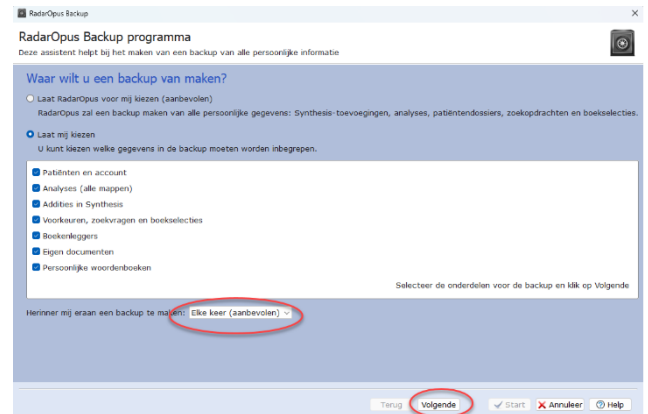 RadarOpus Backup
RadarOpus Backup programma
Deze assistent helpt bij het maken van een backup van alle persoonlijke informatie
Waar wilt u een backup van maken?
Laat RadarOpus voor mij kiezen (aanbevolen)
RadarOpus zal een backup maken van alle persoonlijke gegevens: Synthesis-toevoegingen, analyses, patiëntendossiers, zoekopdrachten en boekselecties.
Laat mij kiezen
U kunt kiezen welke gegevens in de backup moeten worden inbegrepen.
Patiënten en account
Analyses (alle mappen)
Addities in Synthesis
Voorkeuren, zoekvragen en boekselecties
Boekenleggers
Eigen documenten
Persoonlijke woordenboeken
Selecteer de onderdelen voor de backup en klik op Volgende
Herinner mij eraan een backup te maken: Elke keer (aanbevolen)
Terug Volgende Start Annuleer Help